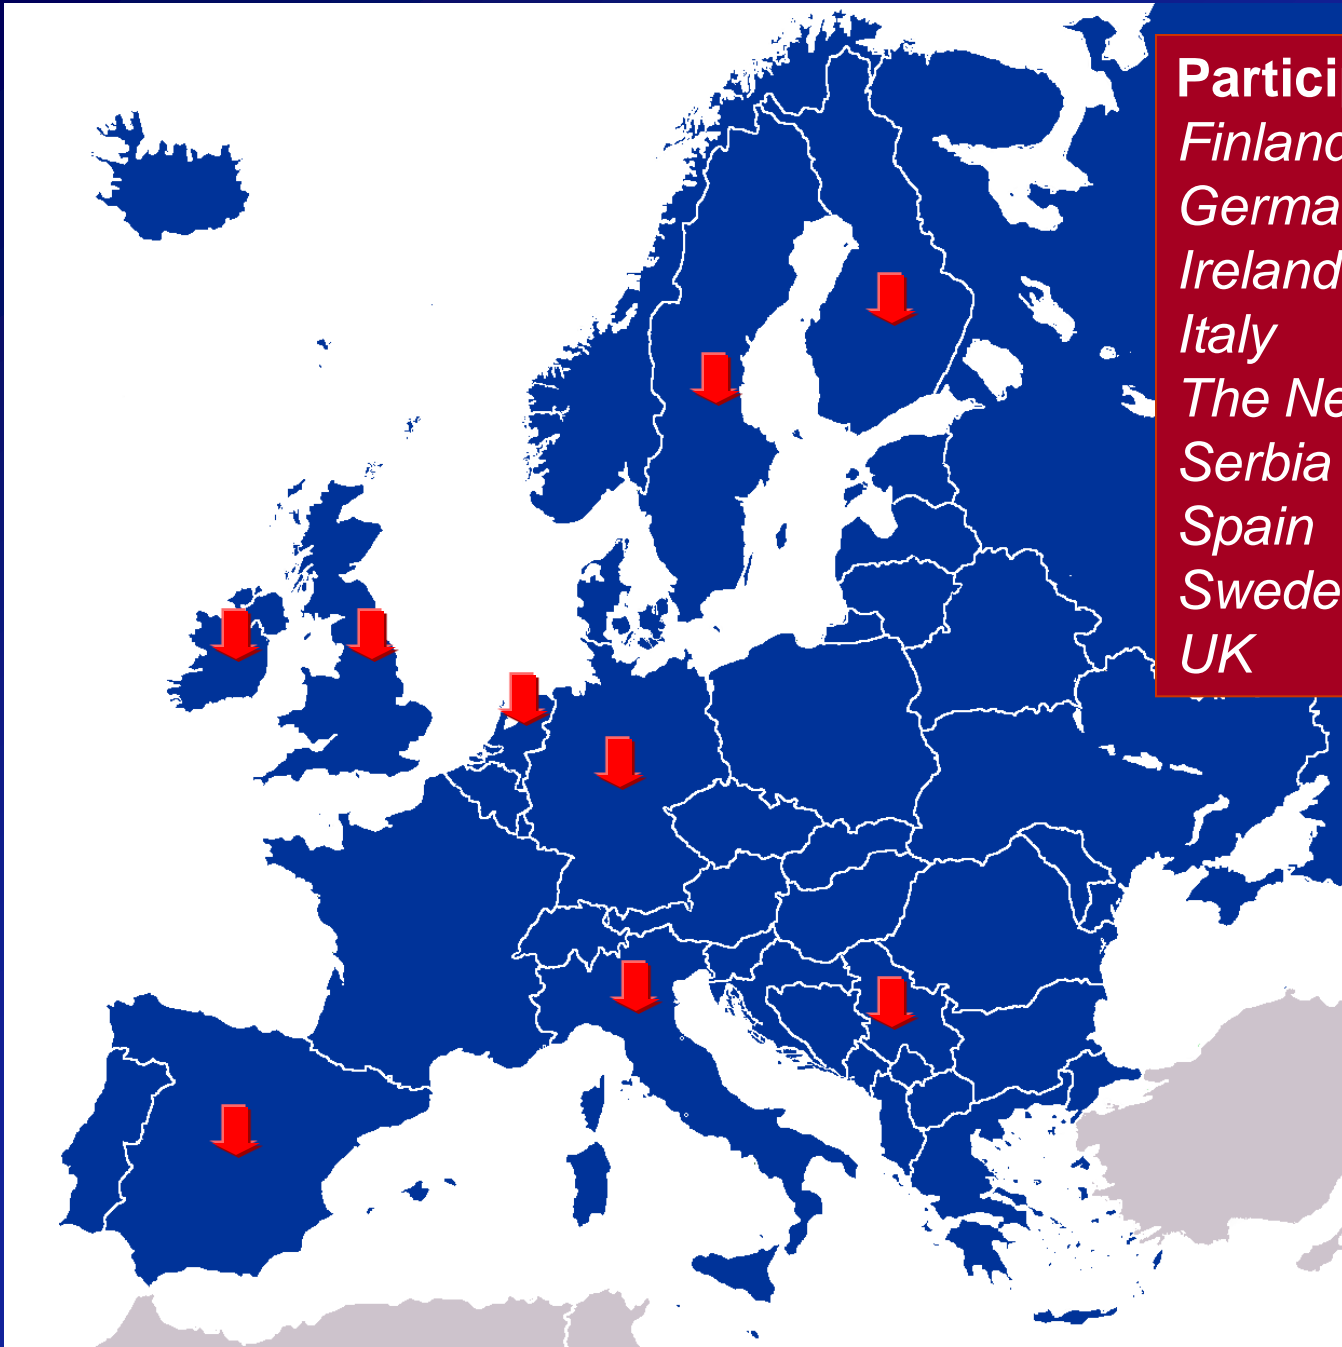 Partici
Finland
Germa
Ireland
Italy
The Ne
Serbia
Spain
Swede
UK